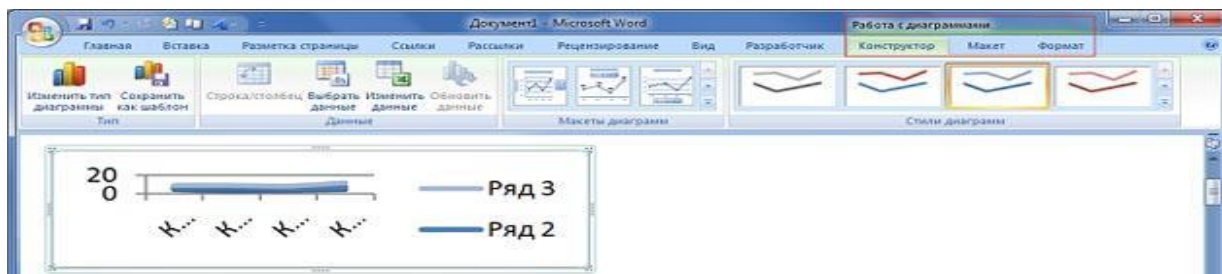 Документ1 - Microsoft Word Работа с диаграммами
Главная Вставка Разметка страницы Ссылки Рассылки Рецензирование Вид Разработчик Конструктор Макет Формат
Изменить тип диаграммы Сохранить как шаблон Строка/столбец Выбрать данные Изменить данные Обновить данные
Тип Данные Макеты диаграмм Стили диаграмм
20
0
К... К... К... К...
Ряд 3
Ряд 2